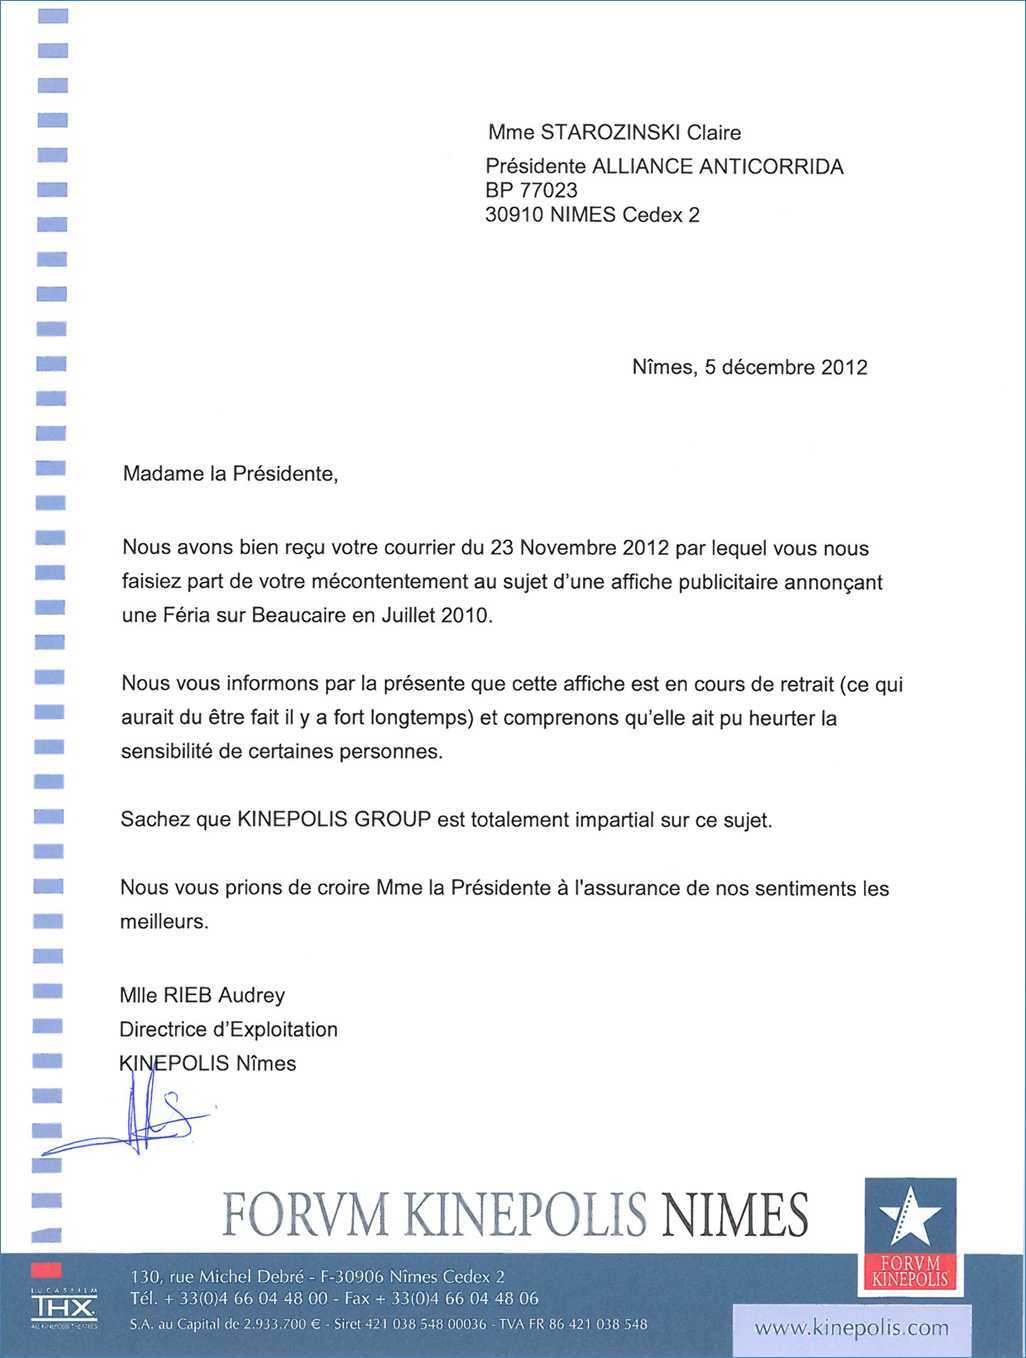 Mme STAROZINSKI Claire
Présidente ALLIANCE ANTICORRIDA
BP 77023
30910 NIMES Cedex 2
Nîmes, 5 décembre 2012
Madame la Présidente,
Nous avons bien reçu votre courrier du 23 Novembre 2012 par lequel vous nous
faisiez part de votre mécontentement au sujet d'une affiche publicitaire annonçant
une Féria sur Beaucaire en Juillet 2010.
Nous vous informons par la présente que cette affiche est en cours de retrait (ce qui
aurait du être fait il y a fort longtemps) et comprenons qu'elle ait pu heurter la
sensibilité de certaines personnes.
Sachez que KINEPOLIS GROUP est totalement impartial sur ce sujet.
Nous vous prions de croire Mme la Présidente à l'assurance de nos sentiments les
meilleurs.
Mlle RIEB Audrey
Directrice d'Exploitation
KINEPOLIS Nîmes
FORVM KINEPOLIS NIMES
FORVM
KINEPOLIS
130, rue Michel Debré - F-30906 Nîmes Cedex 2
Tél. + 33(0)4 66 04 48 00 - Fax + 33(0)4 66 04 48 06
S.A. au Capital de 2.933.700 € - Siret 421 038 548 00036 - TVA FR 86 421 038 548
LUCASFILM
THX
www.kinepolis.com